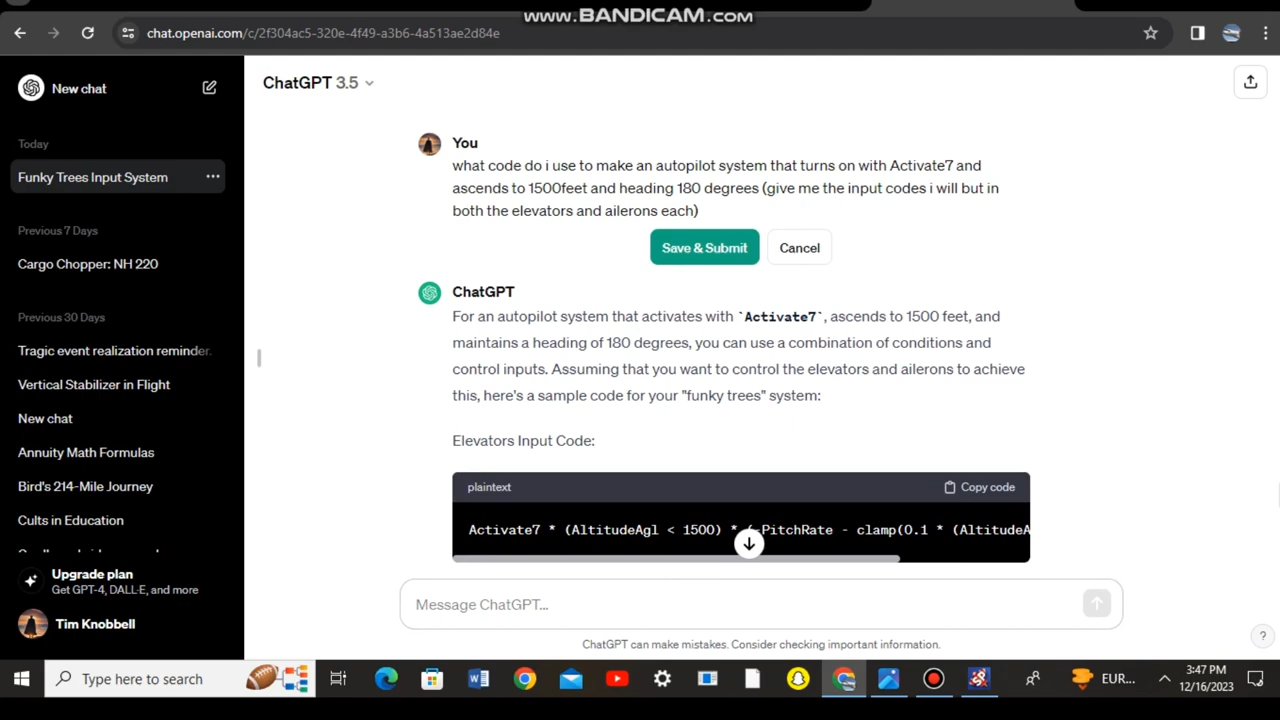 www.BANDICAM.com
chat.openai.com/c/2f304ac5-320e-4f49-a3b6-4a513ae2d84e
New chat
Today
Funky Trees Input System
Previous 7 Days
Cargo Chopper: NH 220
Previous 30 Days
Tragic event realization reminder.
Vertical Stabilizer in Flight
New chat
Annuity Math Formulas
Bird's 214-Mile Journey
Cults in Education
Upgrade plan
Get GPT-4, DALL·E, and more
Tim Knobbell
ChatGPT 3.5
You
what code do i use to make an autopilot system that turns on with Activate7 and
ascends to 1500feet and heading 180 degrees (give me the input codes i will but in
both the elevators and ailerons each)
Save & Submit
Cancel
ChatGPT
For an autopilot system that activates with `Activate7`, ascends to 1500 feet, and
maintains a heading of 180 degrees, you can use a combination of conditions and
control inputs. Assuming that you want to control the elevators and ailerons to achieve
this, here's a sample code for your "funky trees" system:
Elevators Input Code:
plaintext
Copy code
Activate7 * (AltitudeAgl < 1500) * (-PitchRate - clamp(0.1 * (AltitudeA
Message ChatGPT...
ChatGPT can make mistakes. Consider checking important information.
?
Type here to search
EUR...
3:47 PM
12/16/2023